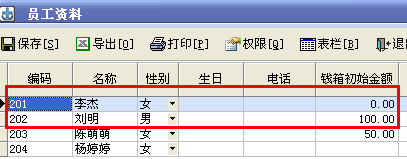 员工资料
保存[S] 导出[O] 打印[P] 权限[Q] 表栏[B] 退
编码 名称 性别 生日 电话 钱箱初始金额
201 李杰 女 0.00
202 刘明 男 100.00
203 陈萌萌 女 50.00
204 杨婷婷 女